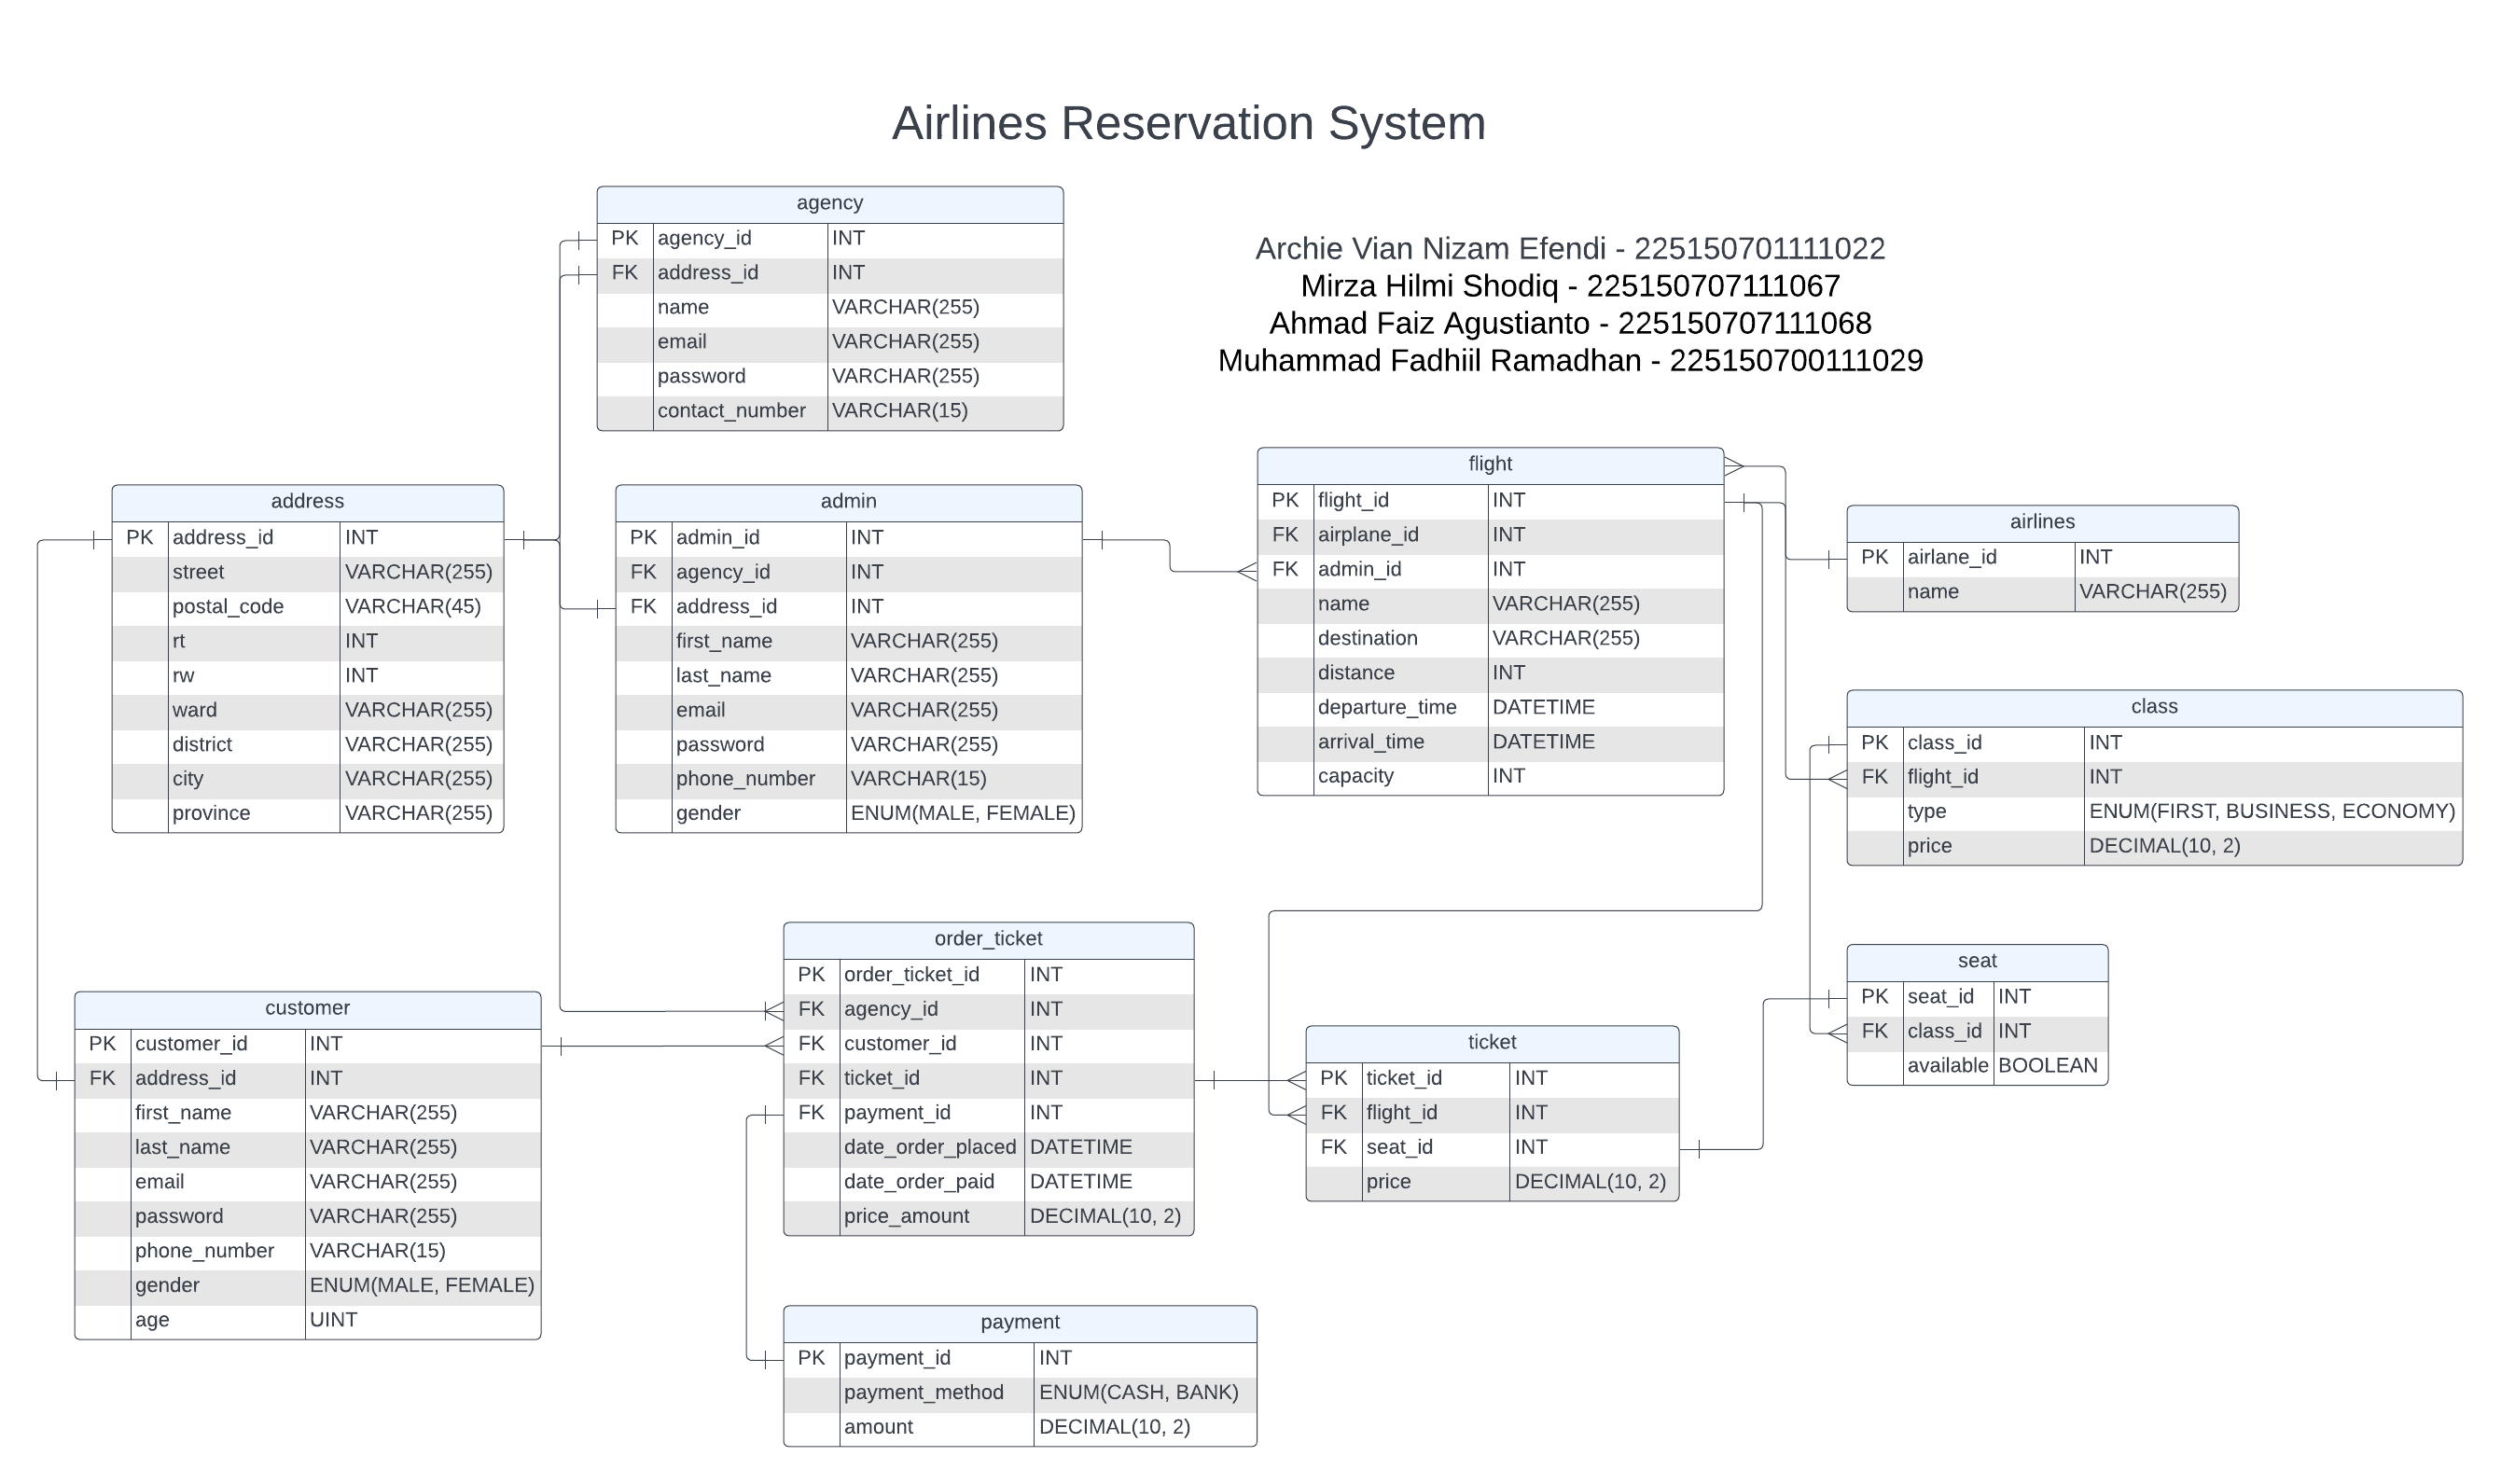 Airlines Reservation System
Archie Vian Nizam Efendi - 225150701111022
Mirza Hilmi Shodiq - 225150707111067
Ahmad Faiz Agustianto - 225150707111068
Muhammad Fadhiil Ramadhan - 225150700111029
agency
PK agency_id INT
FK address_id INT
name VARCHAR(255)
email VARCHAR(255)
password VARCHAR(255)
contact_number VARCHAR(15)
address
PK address_id INT
street VARCHAR(255)
postal_code VARCHAR(45)
rt INT
rw INT
ward VARCHAR(255)
district VARCHAR(255)
city VARCHAR(255)
province VARCHAR(255)
admin
PK admin_id INT
FK agency_id INT
FK address_id INT
first_name VARCHAR(255)
last_name VARCHAR(255)
email VARCHAR(255)
password VARCHAR(255)
phone_number VARCHAR(15)
gender ENUM(MALE, FEMALE)
flight
PK flight_id INT
FK airplane_id INT
FK admin_id INT
name VARCHAR(255)
destination VARCHAR(255)
distance INT
departure_time DATETIME
arrival_time DATETIME
capacity INT
airlines
PK airlane_id INT
name VARCHAR(255)
class
PK class_id INT
FK flight_id INT
type ENUM(FIRST, BUSINESS, ECONOMY)
price DECIMAL(10, 2)
customer
PK customer_id INT
FK address_id INT
first_name VARCHAR(255)
last_name VARCHAR(255)
email VARCHAR(255)
password VARCHAR(255)
phone_number VARCHAR(15)
gender ENUM(MALE, FEMALE)
age UINT
order_ticket
PK order_ticket_id INT
FK agency_id INT
FK customer_id INT
FK ticket_id INT
FK payment_id INT
date_order_placed DATETIME
date_order_paid DATETIME
price_amount DECIMAL(10, 2)
ticket
PK ticket_id INT
FK flight_id INT
FK seat_id INT
price DECIMAL(10, 2)
seat
PK seat_id INT
FK class_id INT
available BOOLEAN
payment
PK payment_id INT
payment_method ENUM(CASH, BANK)
amount DECIMAL(10, 2)